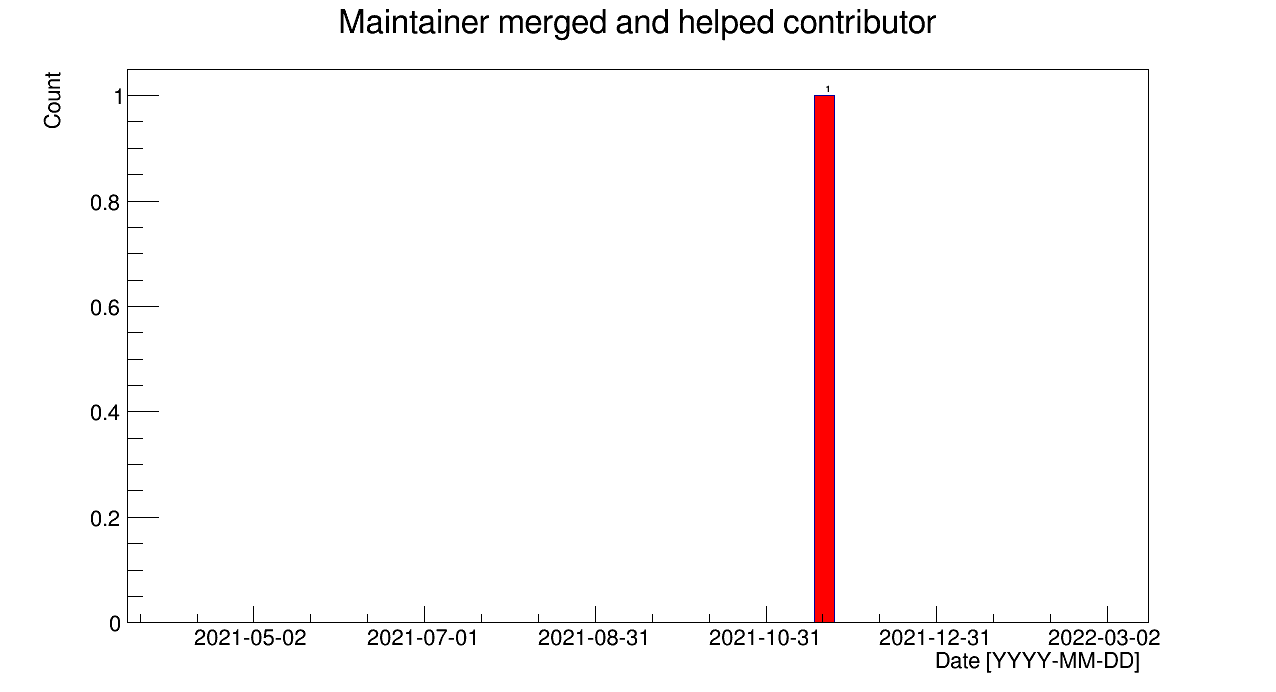 Maintainer merged and helped contributor
Count
1
1
0.8
0.6
0.4
0.2
0
2021-05-02 2021-07-01 2021-08-31 2021-10-31 2021-12-31 2022-03-02
Date [YYYY-MM-DD]